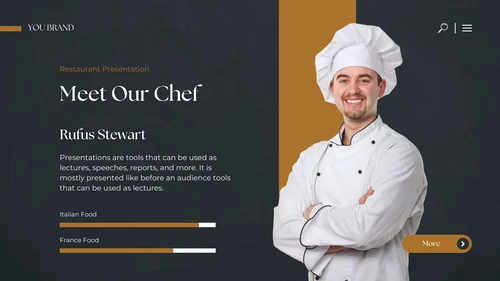 YOU BRAND
Restaurant Presentation
Meet Our Chef
Rufus Stewart
Presentations are tools that can be used as
lectures, speeches, reports, and more. It is
mostly presented like before an audience tools
that can be used as lectures.
Italian Food
France Food
More